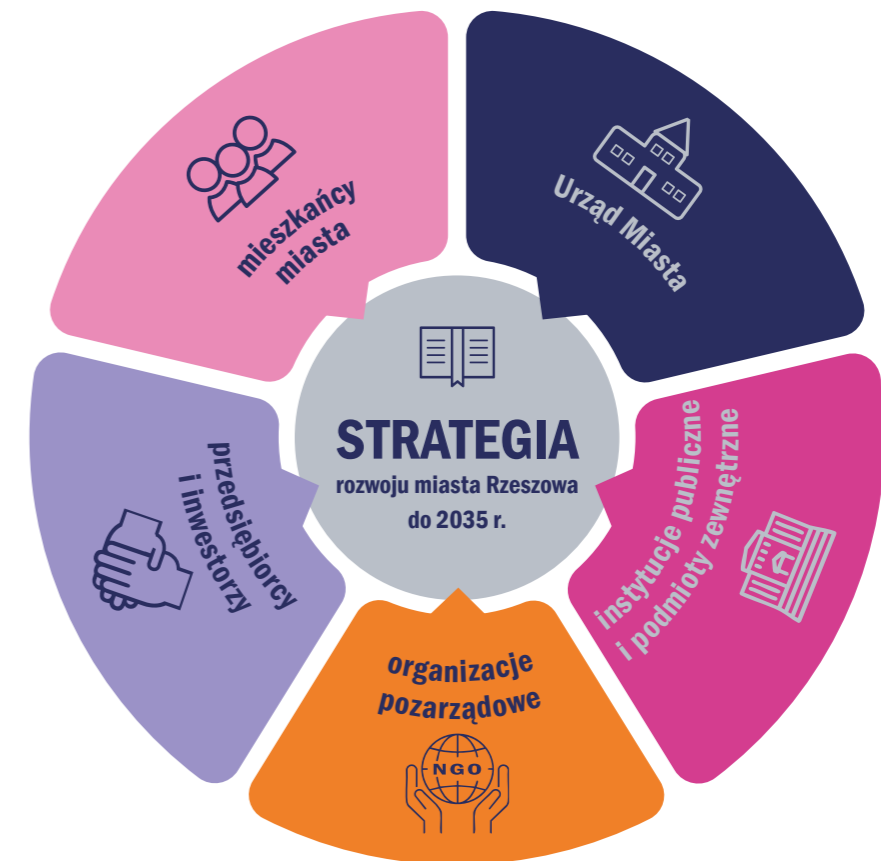 mieszkańcy
miasta
Urząd Miasta
STRATEGIA
rozwoju miasta Rzeszowa
do 2035 r.
przedsiębiorcy
i inwestorzy
instytucje publiczne
i podmioty zewnętrzne
organizacje
pozarządowe
NGO